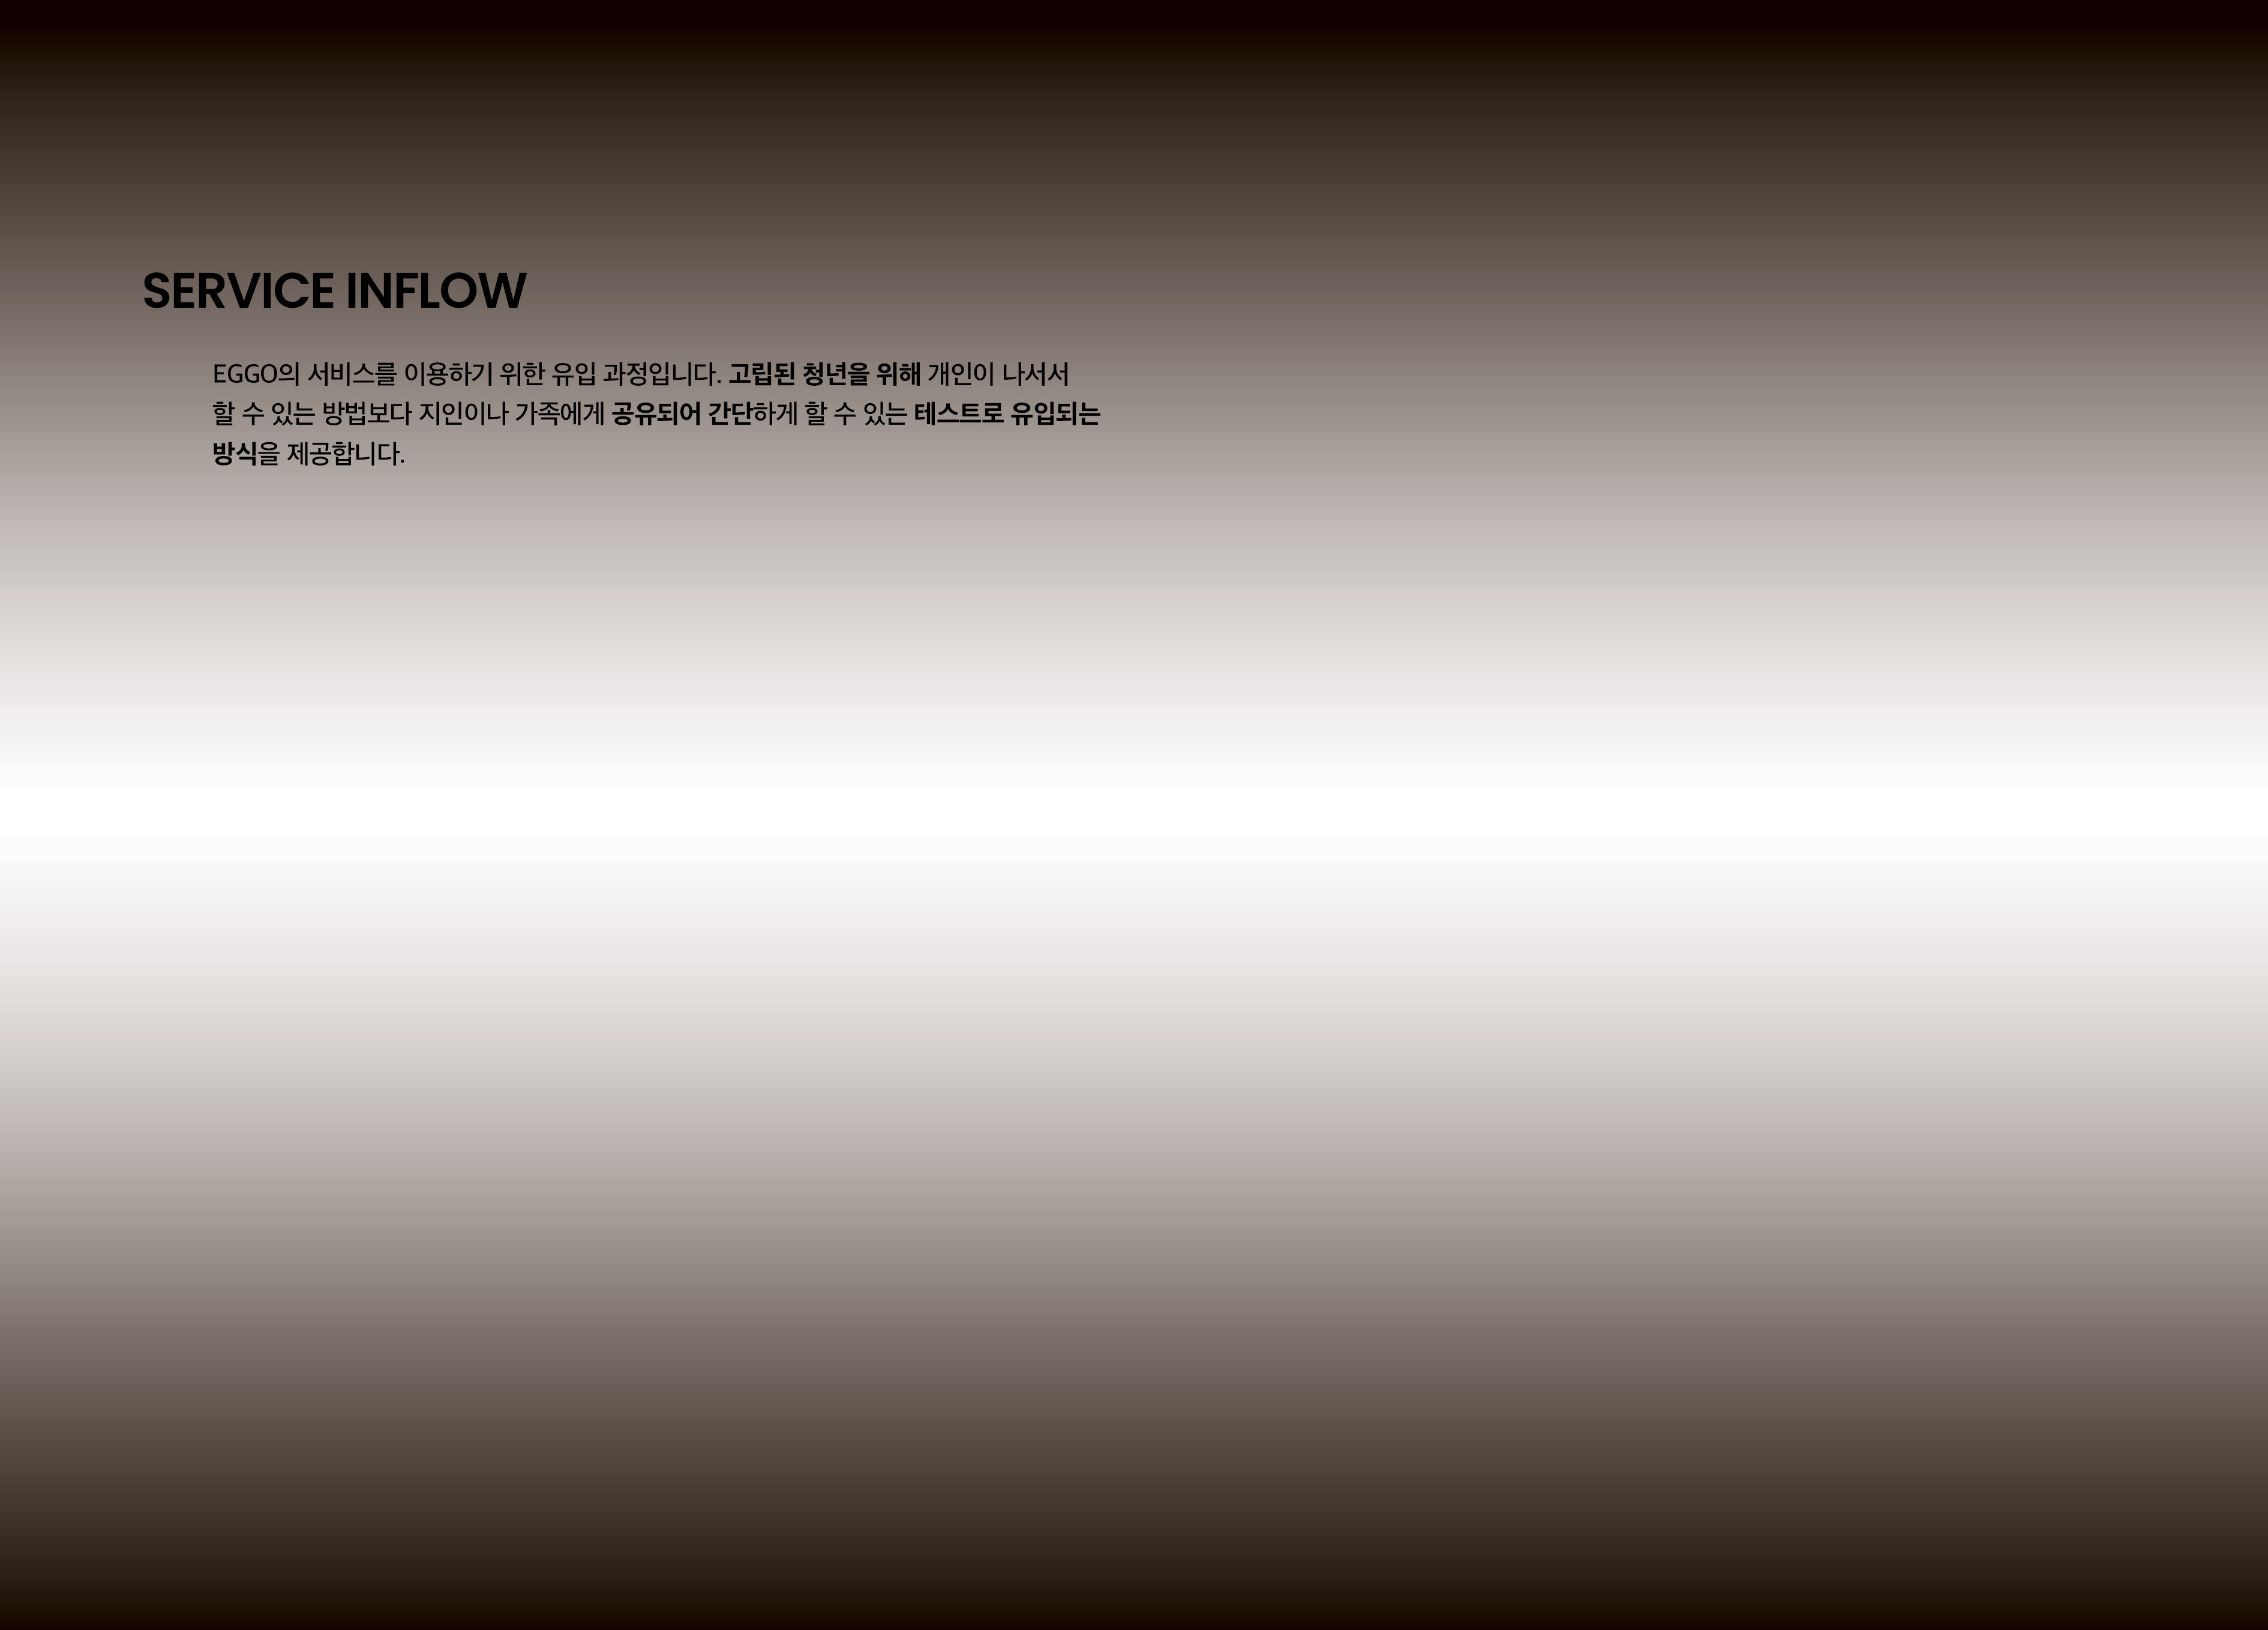 SERVICE INFLOW
EGGO의 서비스를 이용하기 위한 유입 과정입니다. 고립된 청년을 위해 개인이 나서서
할 수 있는 방법보다 지인이나 가족에게 공유되어 간단하게 할 수 있는 테스트로 유입되는
방식을 제공합니다.